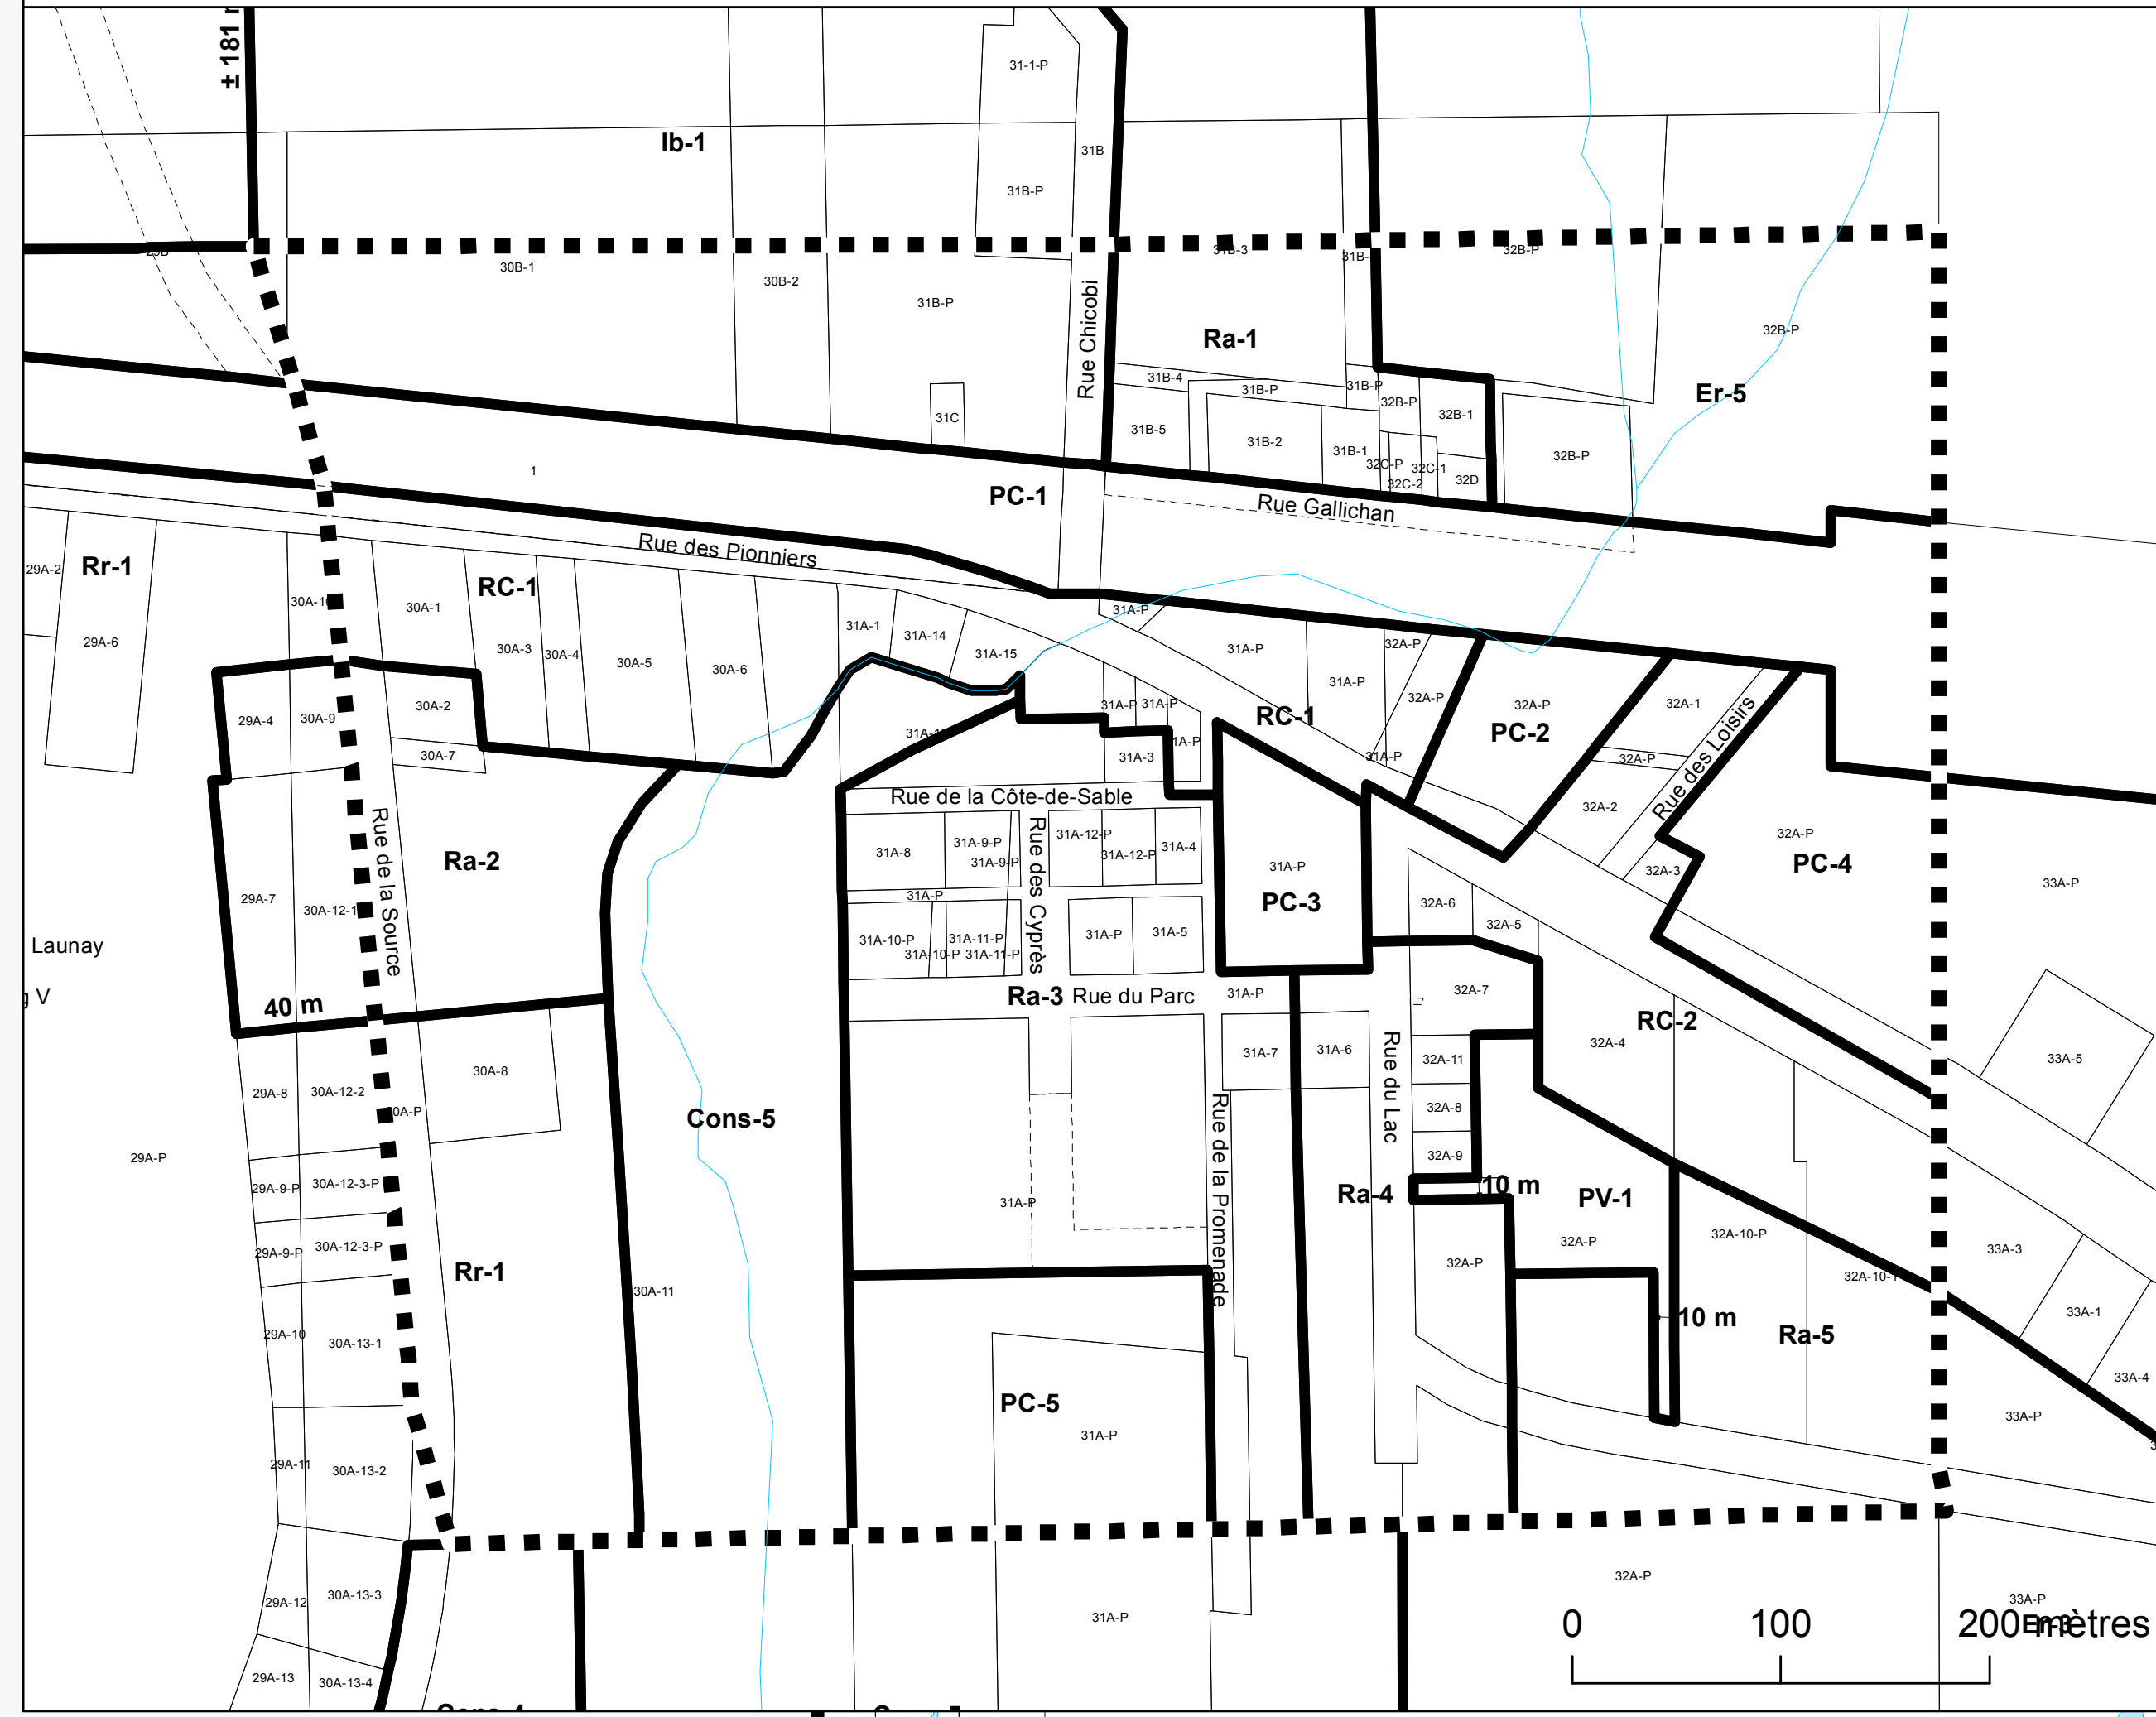 ± 181
31-1-P
Ib-1
31B
31B-P
29B
30B-1
30B-2
31B-P
Rue Chicobi
31B-3
31B-
32B-P
32B-P
Ra-1
31B-4
31B-P
31B-P
32B-P
32B-1
Er-5
31C
31B-5
31B-2
31B-1
32C-P
32C-1
32C-2
32D
32B-P
1
PC-1
Rue Gallichan
Rue des Pionniers
29A-2
Rr-1
RC-1
30A-1
29A-6
30A-3
30A-4
30A-5
30A-6
31A-1
31A-14
31A-15
31A-P
31A-P
32A-P
31A-P
32A-P
32A-P
PC-2
32A-1
Rue des Loisirs
29A-4
30A-9
30A-2
30A-7
31A-P
31A-P
31A-P
31A-3
RC-1
31A-P
32A-P
32A-2
Rue de la Côte-de-Sable
Rue de la Source
Ra-2
31A-8
31A-9-P
31A-9-P
Rue des Cyprès
31A-12-P
31A-12-P
31A-4
31A-P
PC-3
32A-P
PC-4
33A-P
32A-3
29A-7
30A-12-1
31A-P
31A-10-P
31A-10-P
31A-11-P
31A-11-P
31A-P
31A-5
32A-6
32A-5
Launay
V
40 m
Ra-3
Rue du Parc
31A-P
32A-7
RC-2
32A-4
33A-5
29A-8
30A-12-2
30A-P
30A-8
31A-7
31A-6
Rue du Lac
32A-11
32A-8
32A-9
Cons-5
Rue de la Promenade
29A-P
29A-9-P
30A-12-3-P
31A-P
Ra-4
10 m
PV-1
32A-P
32A-10-P
29A-9-P
30A-12-3-P
Rr-1
30A-11
32A-P
33A-3
29A-10
30A-13-1
10 m
Ra-5
33A-1
33A-4
PC-5
31A-P
33A-P
29A-11
30A-13-2
29A-12
30A-13-3
31A-P
32A-P
33A-P
Er-3
0 100 200 mètres
29A-13
30A-13-4